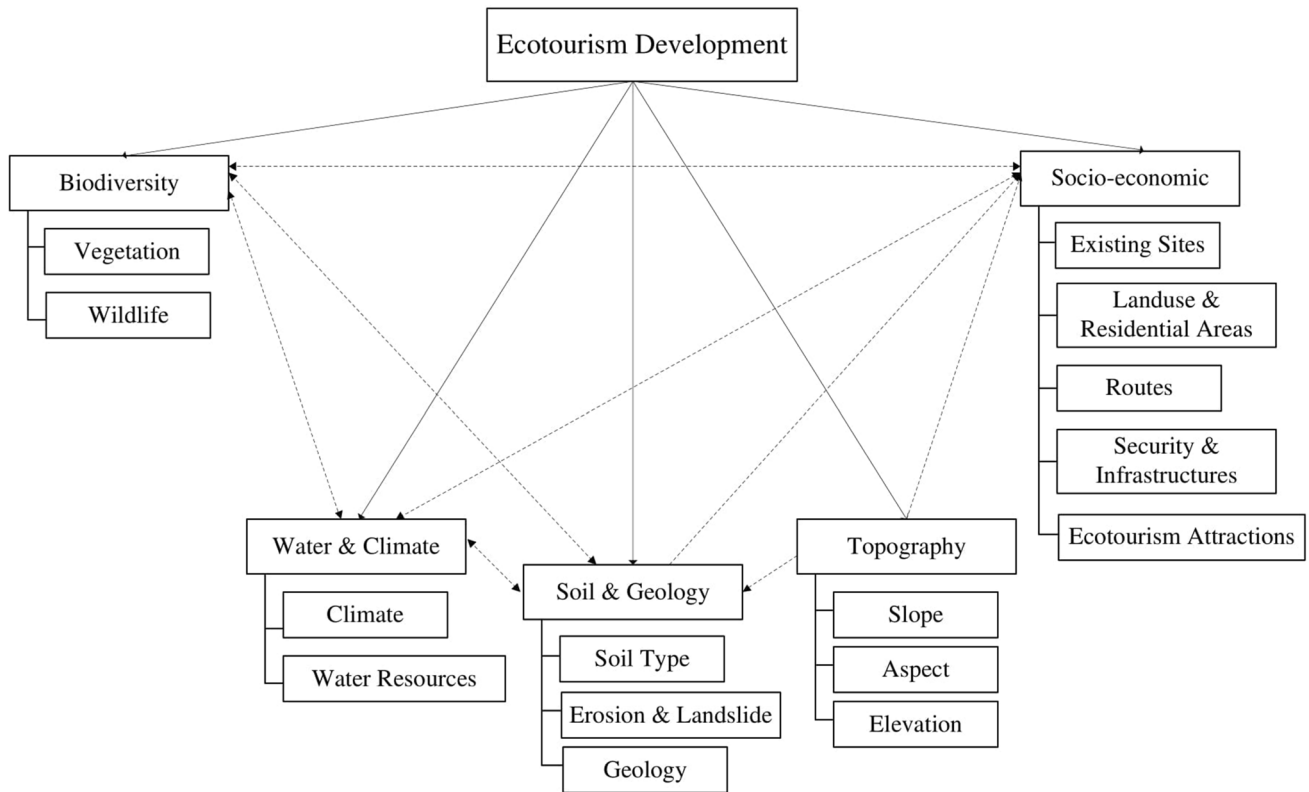 Ecotourism Development
Biodiversity
Vegetation
Wildlife
Socio-economic
Existing Sites
Landuse &
Residential Areas
Routes
Security &
Infrastructures
Ecotourism Attractions
Water & Climate
Climate
Water Resources
Soil & Geology
Soil Type
Erosion & Landslide
Geology
Topography
Slope
Aspect
Elevation